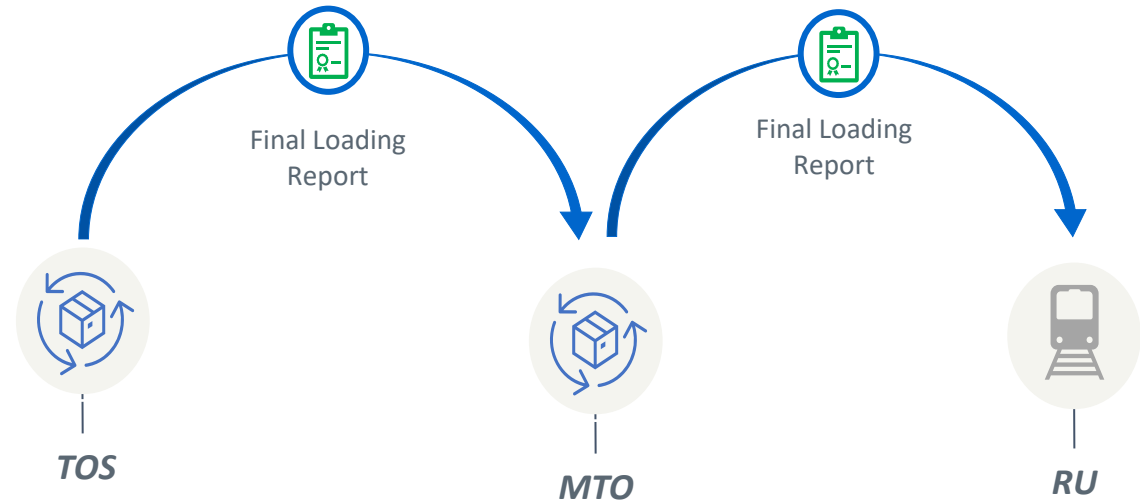 Final Loading
Report
Final Loading
Report
TOS
MTO
RU